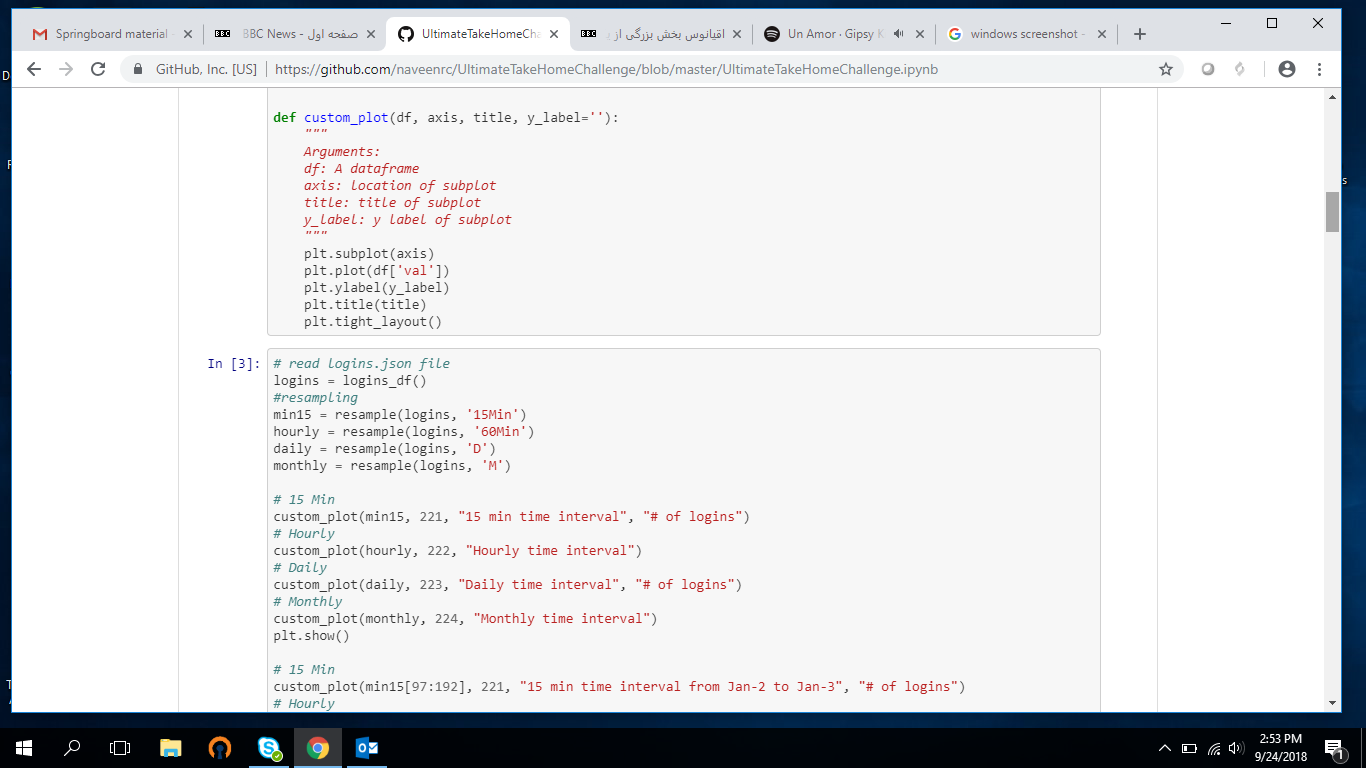 Springboard material -
BBC BBC News - صفحه اول
UltimateTakeHomeCha
BBC اقیانوس بخش بزرگی از
Un Amor · Gipsy K
windows screenshot -
GitHub, Inc. [US] | https://github.com/naveenrc/UltimateTakeHomeChallenge/blob/master/UltimateTakeHomeChallenge.ipynb
def custom_plot(df, axis, title, y_label=''):
"""
Arguments:
df: A dataframe
axis: location of subplot
title: title of subplot
y_label: y label of subplot
"""
plt.subplot(axis)
plt.plot(df['val'])
plt.ylabel(y_label)
plt.title(title)
plt.tight_layout()
In [3]: # read logins.json file
logins = logins_df()
#resampling
min15 = resample(logins, '15Min')
hourly = resample(logins, '60Min')
daily = resample(logins, 'D')
monthly = resample(logins, 'M')
# 15 Min
custom_plot(min15, 221, "15 min time interval", "# of logins")
# Hourly
custom_plot(hourly, 222, "Hourly time interval")
# Daily
custom_plot(daily, 223, "Daily time interval", "# of logins")
# Monthly
custom_plot(monthly, 224, "Monthly time interval")
plt.show()
# 15 Min
custom_plot(min15[97:192], 221, "15 min time interval from Jan-2 to Jan-3", "# of logins")
# Hourly
2:53 PM
9/24/2018
1